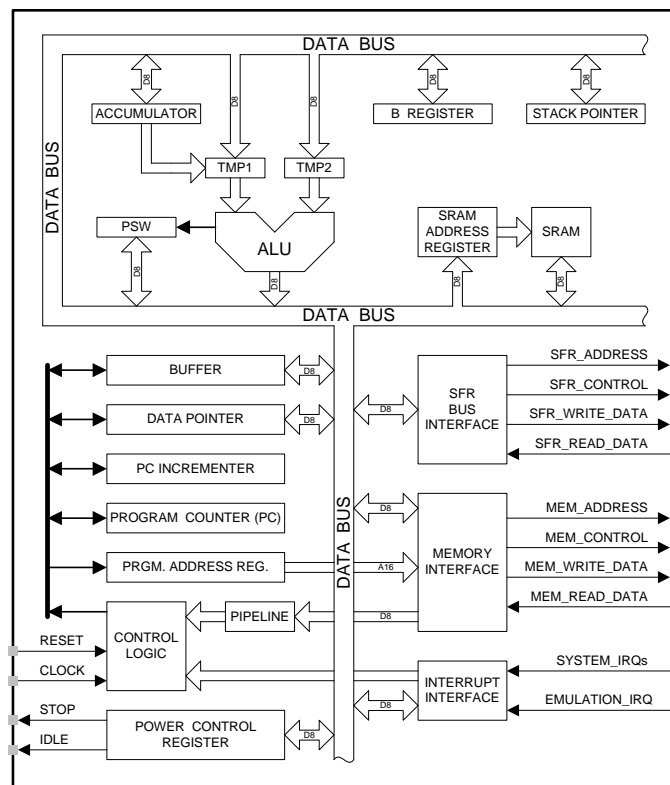 DATA BUS
D8
D8
D8
D8
D8
ACCUMULATOR
B REGISTER
STACK POINTER
DATA BUS
TMP1
TMP2
PSW
ALU
SRAM
ADDRESS
REGISTER
SRAM
D8
D8
D8
D8
DATA BUS
BUFFER
D8
DATA POINTER
D8
PC INCREMENTER
PROGRAM COUNTER (PC)
PRGM. ADDRESS REG.
A16
DATA BUS
D8
SFR
BUS
INTERFACE
SFR_ADDRESS
SFR_CONTROL
SFR_WRITE_DATA
SFR_READ_DATA
D8
MEMORY
INTERFACE
MEM_ADDRESS
MEM_CONTROL
MEM_WRITE_DATA
MEM_READ_DATA
RESET
CLOCK
CONTROL
LOGIC
PIPELINE
D8
INTERRUPT
INTERFACE
SYSTEM_IRQs
EMULATION_IRQ
D8
STOP
IDLE
POWER CONTROL
REGISTER
D8